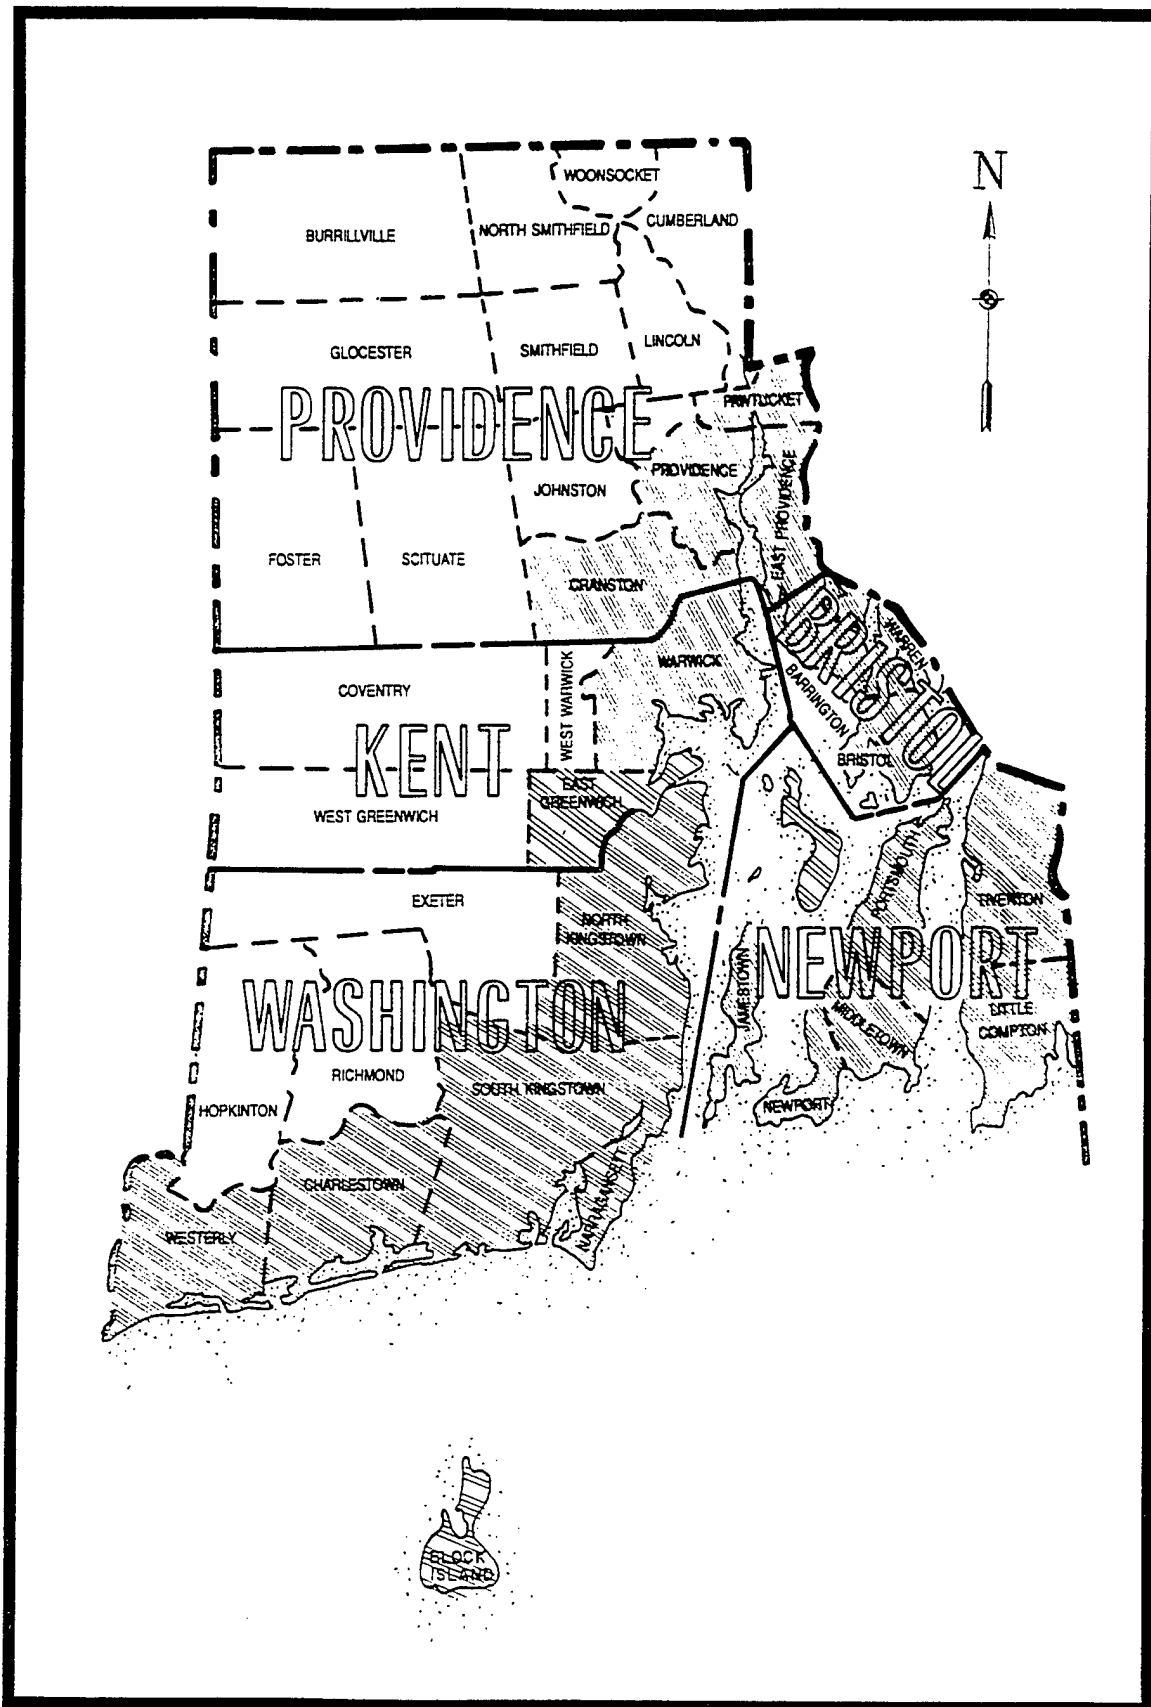 N
WOONSOCKET
BURRILLVILLE
NORTH SMITHFIELD
CUMBERLAND
GLOCESTER
SMITHFIELD
LINCOLN
PROVIDENCE
PAWTUCKET
PROVIDENCE
EAST PROVIDENCE
JOHNSTON
FOSTER
SCITUATE
CRANSTON
BRISTOL
WARREN
BARRINGTON
BRISTOL
WARWICK
WEST WARWICK
COVENTRY
KENT
EAST
GREENWICH
WEST GREENWICH
PORTSMOUTH
TIVERTON
EXETER
NORTH
KINGSTOWN
NEWPORT
JAMESTOWN
MIDDLETOWN
LITTLE
COMPTON
WASHINGTON
RICHMOND
SOUTH KINGSTOWN
NEWPORT
HOPKINTON
CHARLESTOWN
NARRAGANSETT
WESTERLY
BLOCK
ISLAND